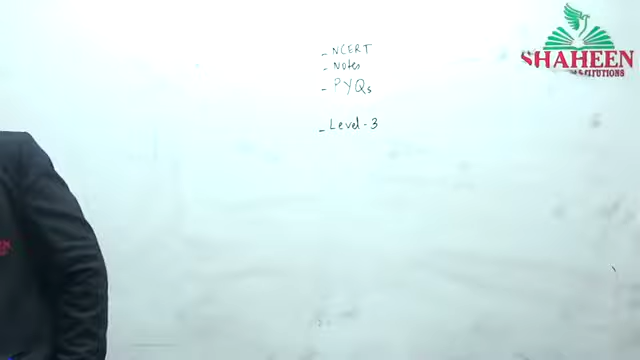 - NCERT
- Notes
- PYQs
- Level-3
SHAHEEN